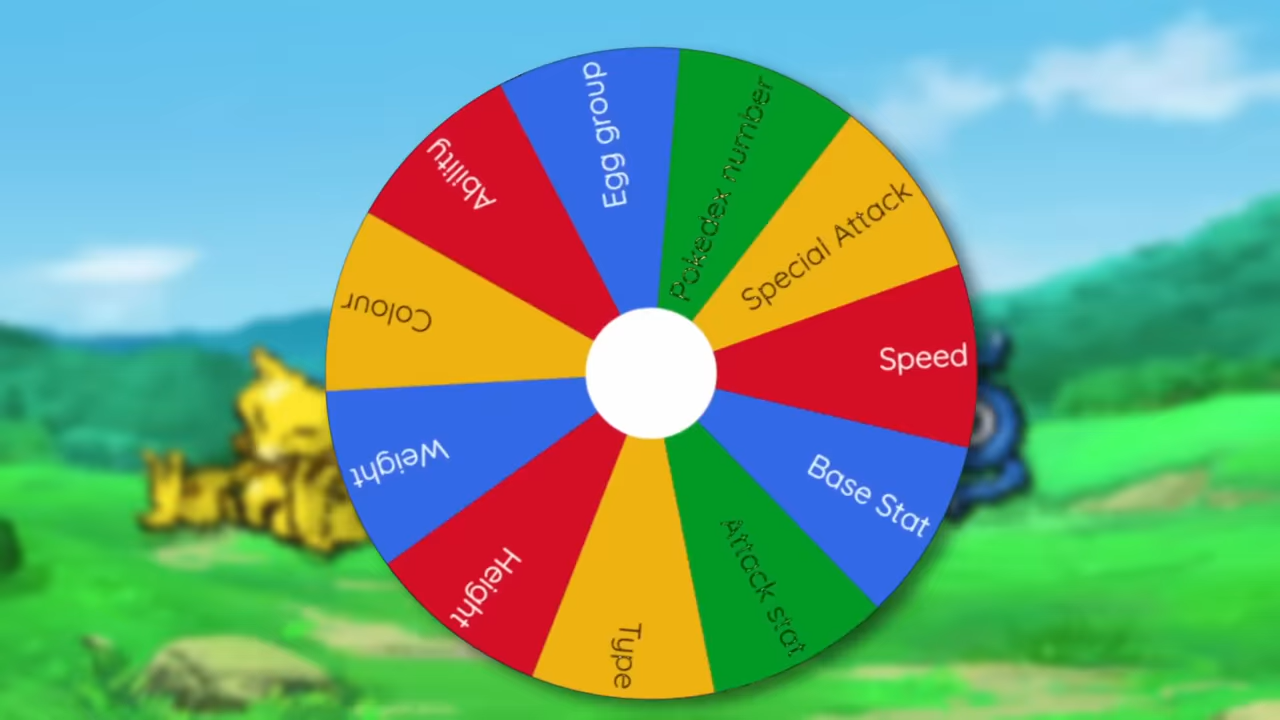 Egg group
Pokedex number
Special Attack
Speed
Base Stat
Attack stat
Type
Height
Weight
Colour
Ability